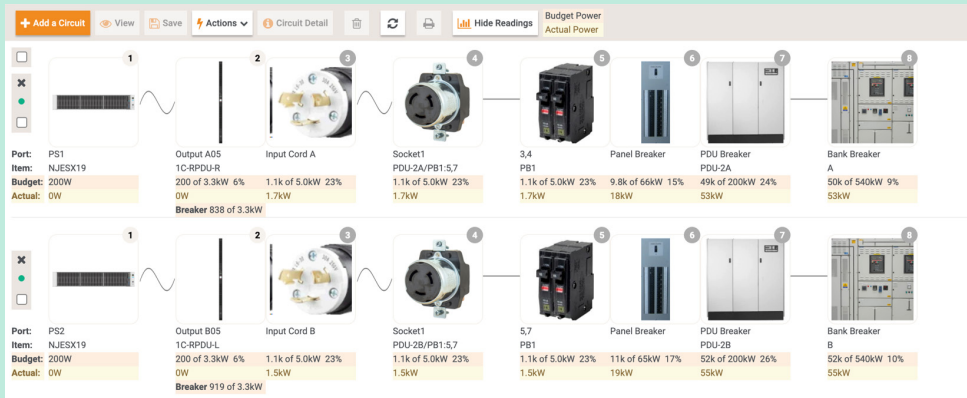 + Add a Circuit View Save Actions Circuit Detail Hide Readings Budget Power
Actual Power
1 2 3 4 5 6 7 8
Port: PS1 Output A05 Input Cord A Socket1 3,4 Panel Breaker PDU Breaker Bank Breaker
Item: NJESX19 1C-RPDU-R PDU-2A/PB1:5,7 PB1 PDU-2A A
Budget: 200W 200 of 3.3kW 6% 1.1k of 5.0kW 23% 1.1k of 5.0kW 23% 1.1k of 5.0kW 23% 9.8k of 66kW 15% 49k of 200kW 24% 50k of 540kW 9%
Actual: 0W 0W 1.7kW 1.7kW 1.7kW 18kW 53kW 53kW
Breaker 838 of 3.3kW
1 2 3 4 5 6 7 8
Port: PS2 Output B05 Input Cord B Socket1 5,7 Panel Breaker PDU Breaker Bank Breaker
Item: NJESX19 1C-RPDU-L PDU-2B/PB1:5,7 PB1 PDU-2B B
Budget: 200W 200 of 3.3kW 6% 1.1k of 5.0kW 23% 1.1k of 5.0kW 23% 1.1k of 5.0kW 23% 11k of 65kW 17% 52k of 200kW 26% 52k of 540kW 10%
Actual: 0W 0W 1.5kW 1.5kW 1.5kW 19kW 55kW 55kW
Breaker 919 of 3.3kW